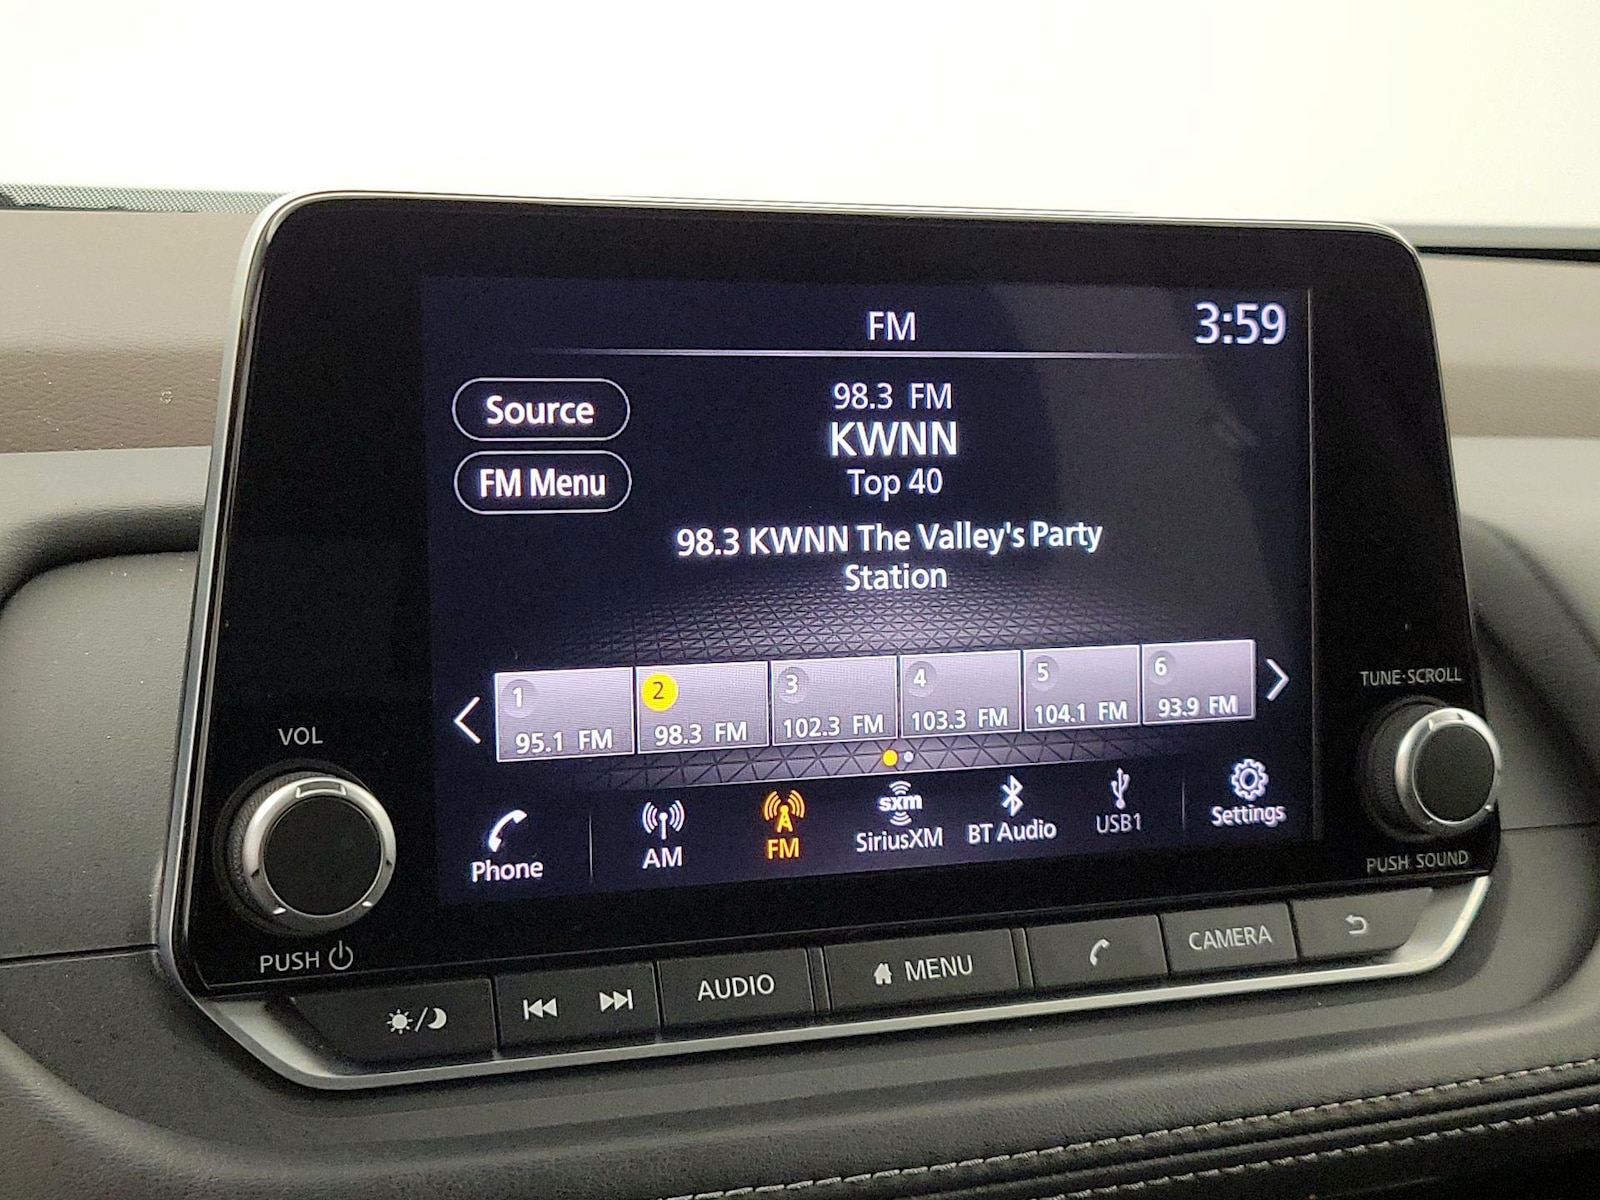 FM
3:59
Source
98.3 FM
KWNN
FM Menu
Top 40
98.3 KWNN The Valley's Party
Station
1
95.1 FM
2
98.3 FM
3
102.3 FM
4
103.3 FM
5
104.1 FM
6
93.9 FM
Phone
AM
FM
sxm
SiriusXM
BT Audio
USB1
Settings
VOL
PUSH
TUNE·SCROLL
PUSH SOUND
AUDIO
MENU
CAMERA